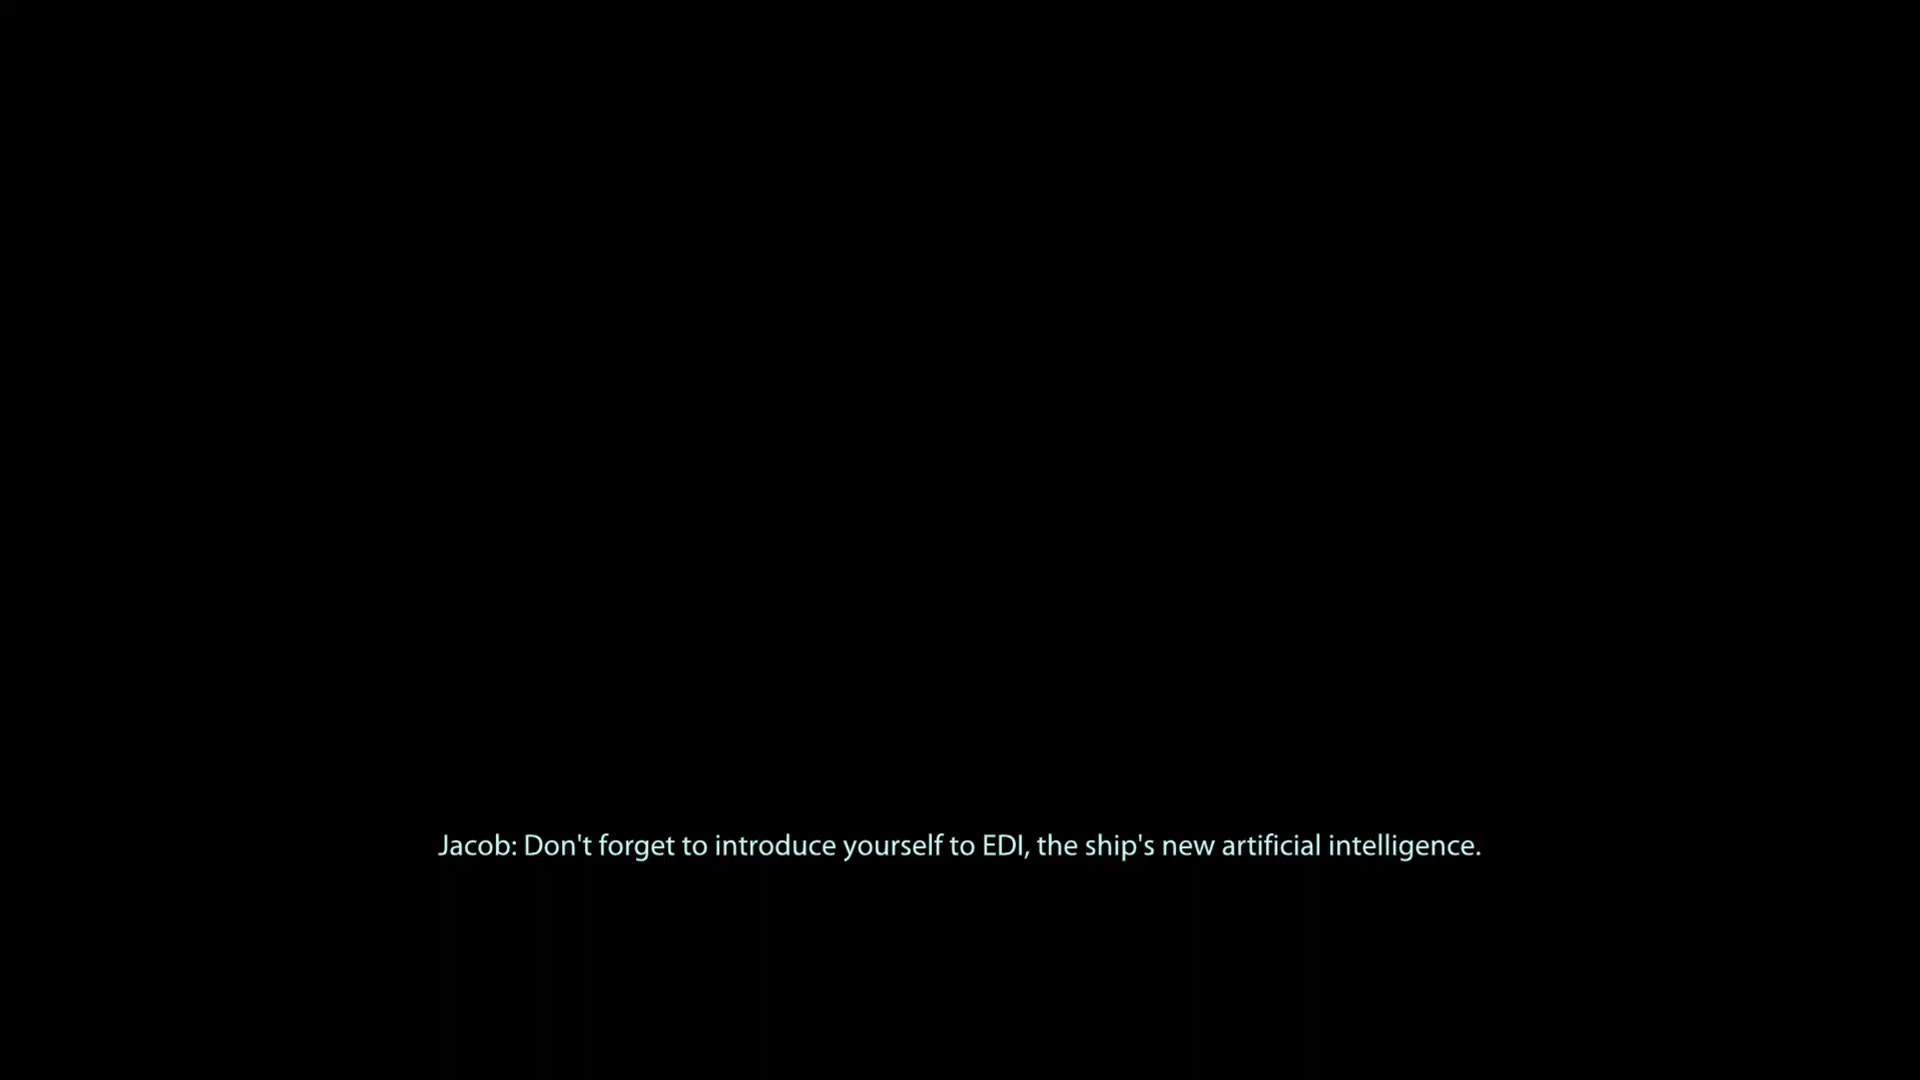 Jacob: Don't forget to introduce yourself to EDI, the ship's new artificial intelligence.